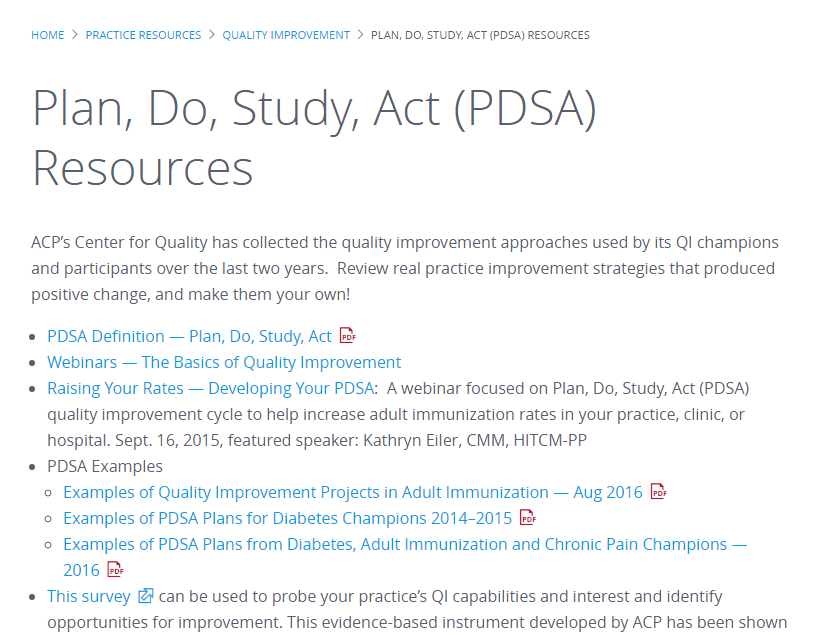 HOME > PRACTICE RESOURCES > QUALITY IMPROVEMENT > PLAN, DO, STUDY, ACT (PDSA) RESOURCES
Plan, Do, Study, Act (PDSA)
Resources
ACP’s Center for Quality has collected the quality improvement approaches used by its QI champions
and participants over the last two years.  Review real practice improvement strategies that produced
positive change, and make them your own!
• PDSA Definition — Plan, Do, Study, Act PDF
• Webinars — The Basics of Quality Improvement
• Raising Your Rates — Developing Your PDSA:  A webinar focused on Plan, Do, Study, Act (PDSA)
quality improvement cycle to help increase adult immunization rates in your practice, clinic, or
hospital. Sept. 16, 2015, featured speaker: Kathryn Eiler, CMM, HITCM-PP
• PDSA Examples
◦ Examples of Quality Improvement Projects in Adult Immunization — Aug 2016 PDF
◦ Examples of PDSA Plans for Diabetes Champions 2014–2015 PDF
◦ Examples of PDSA Plans from Diabetes, Adult Immunization and Chronic Pain Champions —
2016 PDF
• This survey can be used to probe your practice’s QI capabilities and interest and identify
opportunities for improvement. This evidence-based instrument developed by ACP has been shown